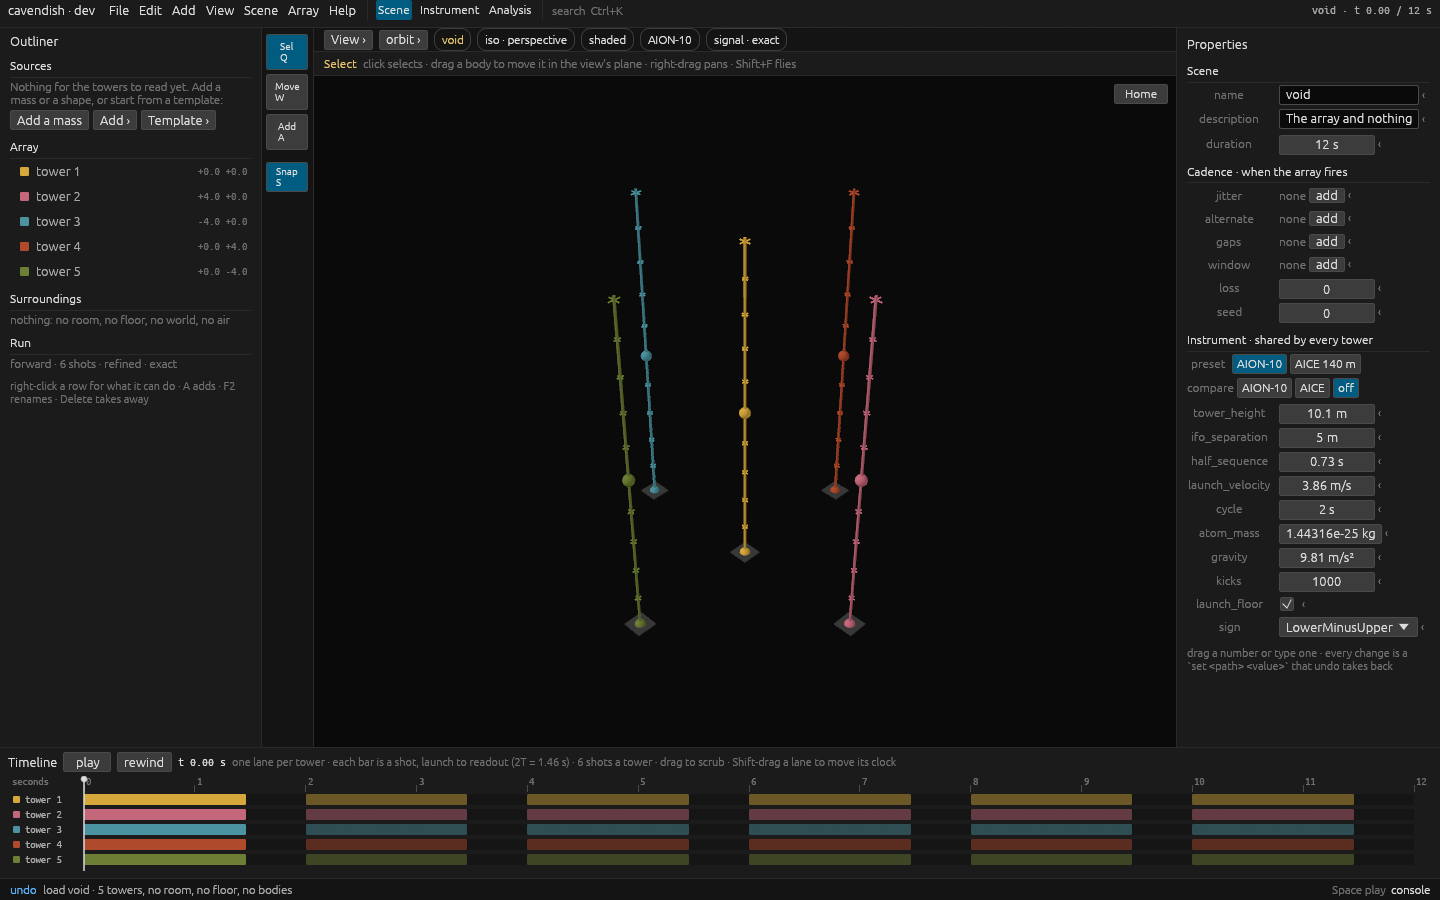 cavendish · dev File Edit Add View Scene Array Help Scene Instrument Analysis search Ctrl+K void · t 0.00 / 12 s
Outliner
Sources
Nothing for the towers to read yet. Add a
mass or a shape, or start from a template:
Add a mass Add › Template ›
Array
tower 1 +0.0 +0.0
tower 2 +4.0 +0.0
tower 3 -4.0 +0.0
tower 4 +0.0 +4.0
tower 5 +0.0 -4.0
Surroundings
nothing: no room, no floor, no world, no air
Run
forward · 6 shots · refined · exact
right-click a row for what it can do · A adds · F2
renames · Delete takes away
Sel
Q
Move
W
Add
A
Snap
S
View › orbit › void iso · perspective shaded AION-10 signal · exact
Select click selects · drag a body to move it in the view's plane · right-drag pans · Shift+F flies
Home
Properties
Scene
name void ‹
description The array and nothing ‹
duration 12 s ‹
Cadence · when the array fires
jitter none add ‹
alternate none add ‹
gaps none add ‹
window none add ‹
loss 0 ‹
seed 0 ‹
Instrument · shared by every tower
preset AION-10 AICE 140 m
compare AION-10 AICE off
tower_height 10.1 m ‹
ifo_separation 5 m ‹
half_sequence 0.73 s ‹
launch_velocity 3.86 m/s ‹
cycle 2 s ‹
atom_mass 1.44316e-25 kg ‹
gravity 9.81 m/s² ‹
kicks 1000 ‹
launch_floor ‹
sign LowerMinusUpper ‹
drag a number or type one · every change is a
`set <path> <value>` that undo takes back
Timeline play rewind t 0.00 s one lane per tower · each bar is a shot, launch to readout (2T = 1.46 s) · 6 shots a tower · drag to scrub · Shift-drag a lane to move its clock
seconds 0 1 2 3 4 5 6 7 8 9 10 11 12
tower 1
tower 2
tower 3
tower 4
tower 5
undo load void · 5 towers, no room, no floor, no bodies Space play console